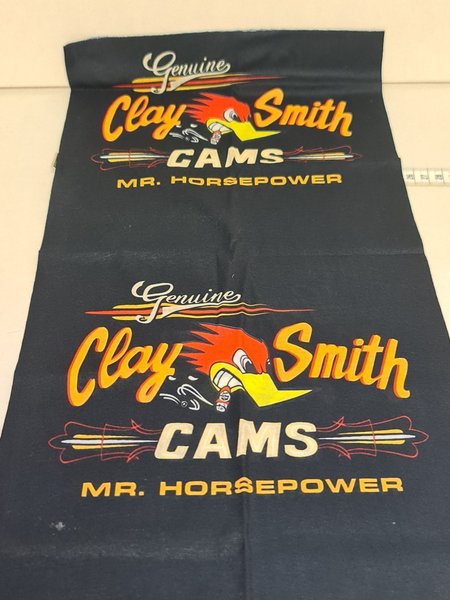 Genuine
Clay Smith
CAMS
MR. HORSEPOWER
Genuine
Clay Smith
CAMS
MR. HORSEPOWER